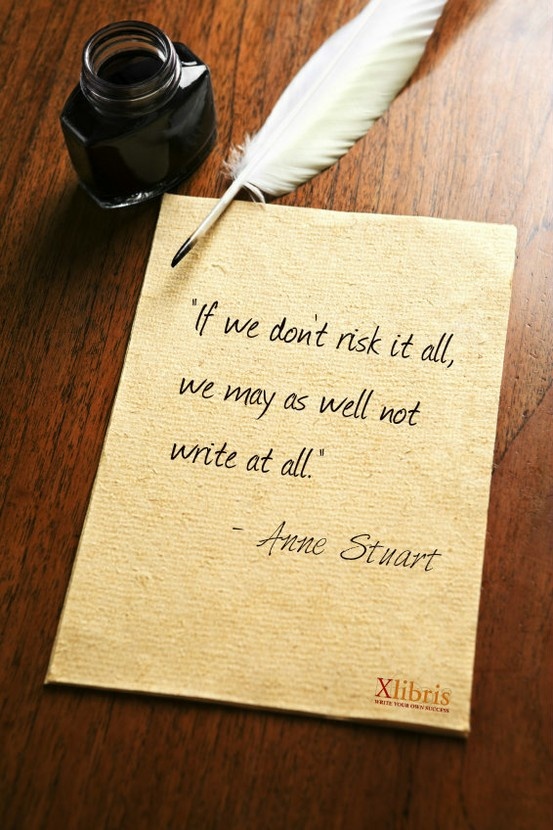 "If we don't risk it all,
we may as well not
write at all."
- Anne Stuart
Xlibris
WRITE YOUR OWN SUCCESS